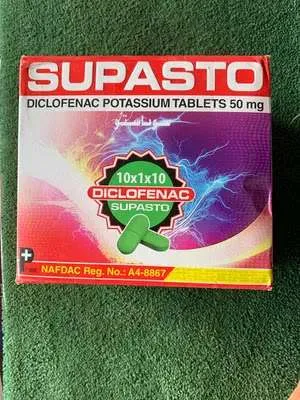 SUPASTO
DICLOFENAC POTASSIUM TABLETS 50 mg
10x1x10
DICLOFENAC
SUPASTO
NAFDAC Reg. No.: A4-8867